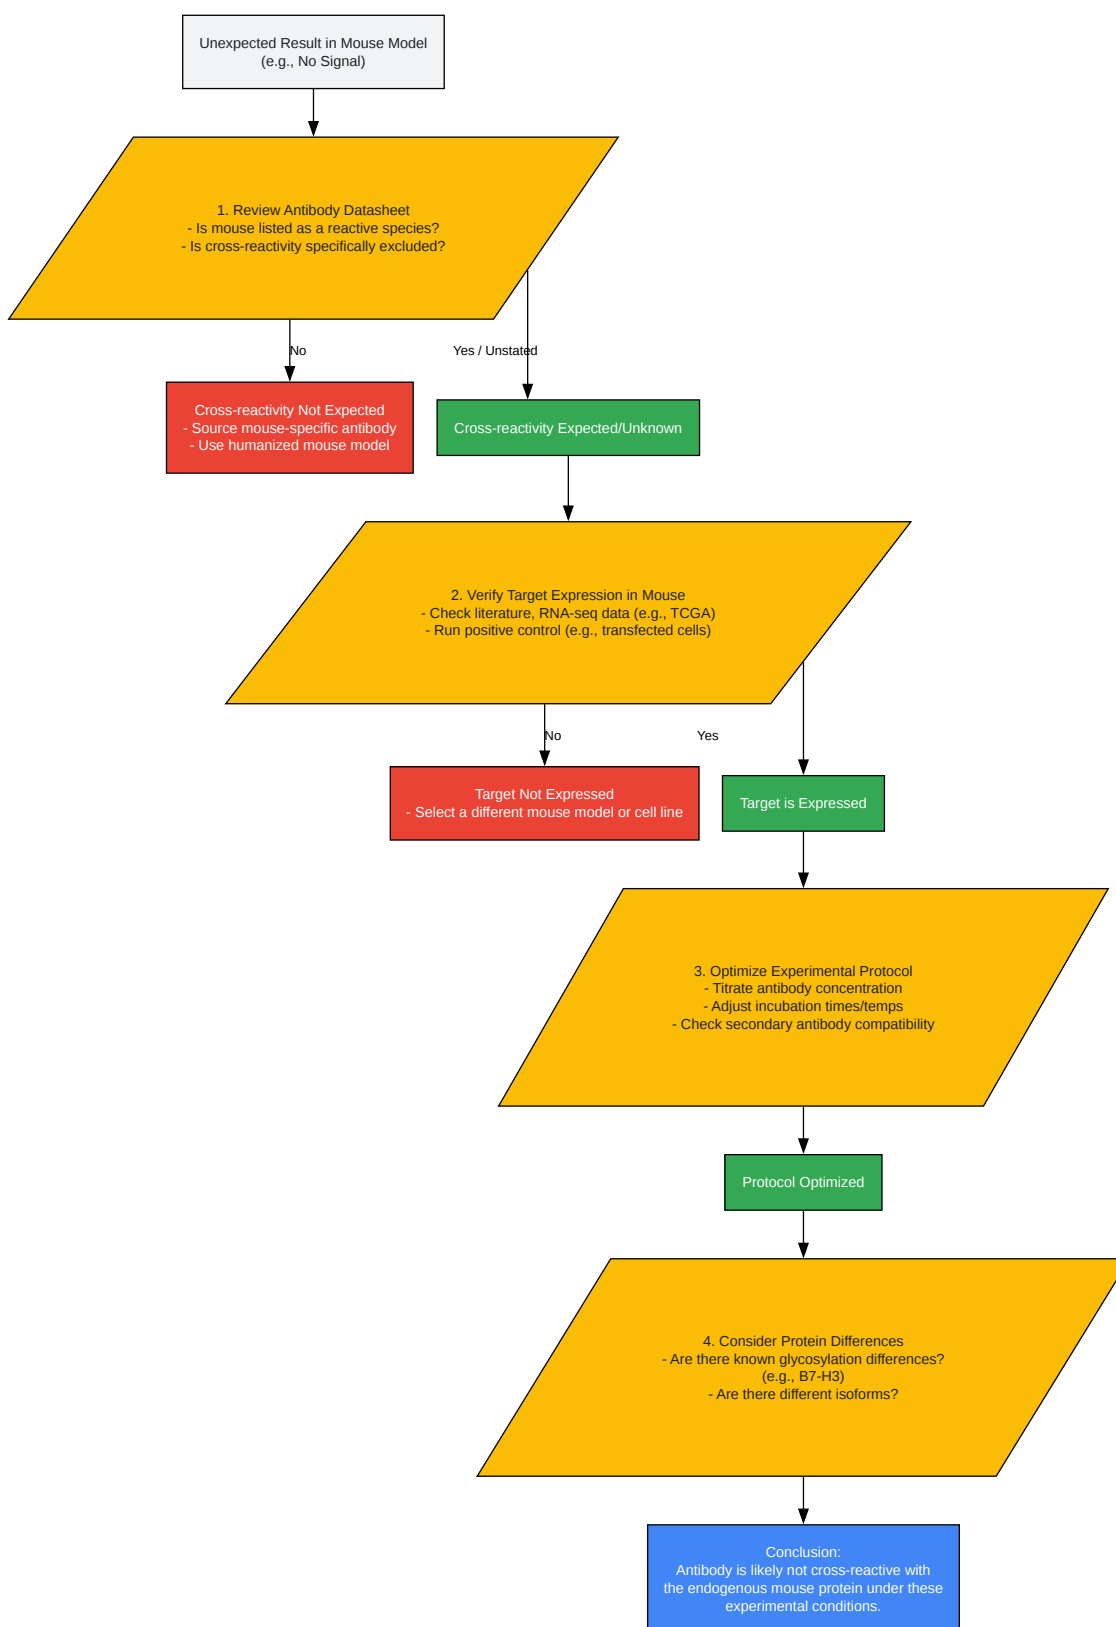 Unexpected Result in Mouse Model
(e.g., No Signal)
1. Review Antibody Datasheet
- Is mouse listed as a reactive species?
- Is cross-reactivity specifically excluded?
No
Yes / Unstated
Cross-reactivity Not Expected
- Source mouse-specific antibody
- Use humanized mouse model
Cross-reactivity Expected/Unknown
2. Verify Target Expression in Mouse
- Check literature, RNA-seq data (e.g., TCGA)
- Run positive control (e.g., transfected cells)
No
Yes
Target Not Expressed
- Select a different mouse model or cell line
Target is Expressed
3. Optimize Experimental Protocol
- Titrate antibody concentration
- Adjust incubation times/temps
- Check secondary antibody compatibility
Protocol Optimized
4. Consider Protein Differences
- Are there known glycosylation differences?
(e.g., B7-H3)
- Are there different isoforms?
Conclusion:
Antibody is likely not cross-reactive with
the endogenous mouse protein under these
experimental conditions.